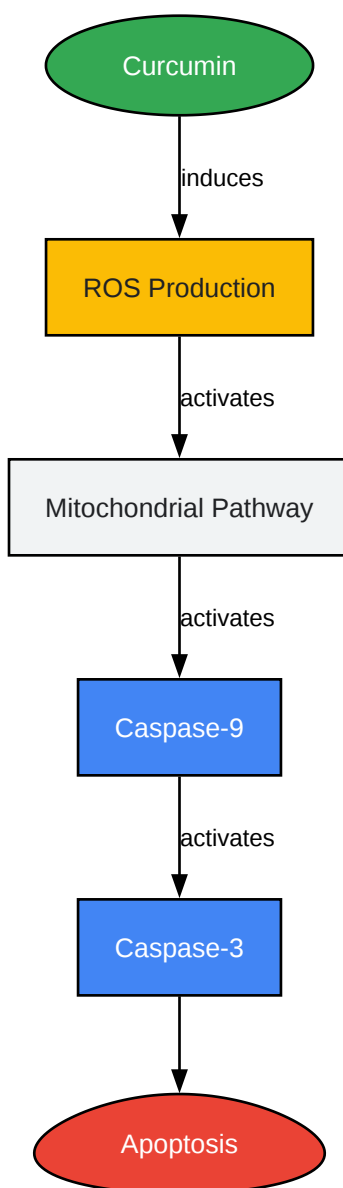 Curcumin
induces
ROS Production
activates
Mitochondrial Pathway
activates
Caspase-9
activates
Caspase-3
Apoptosis